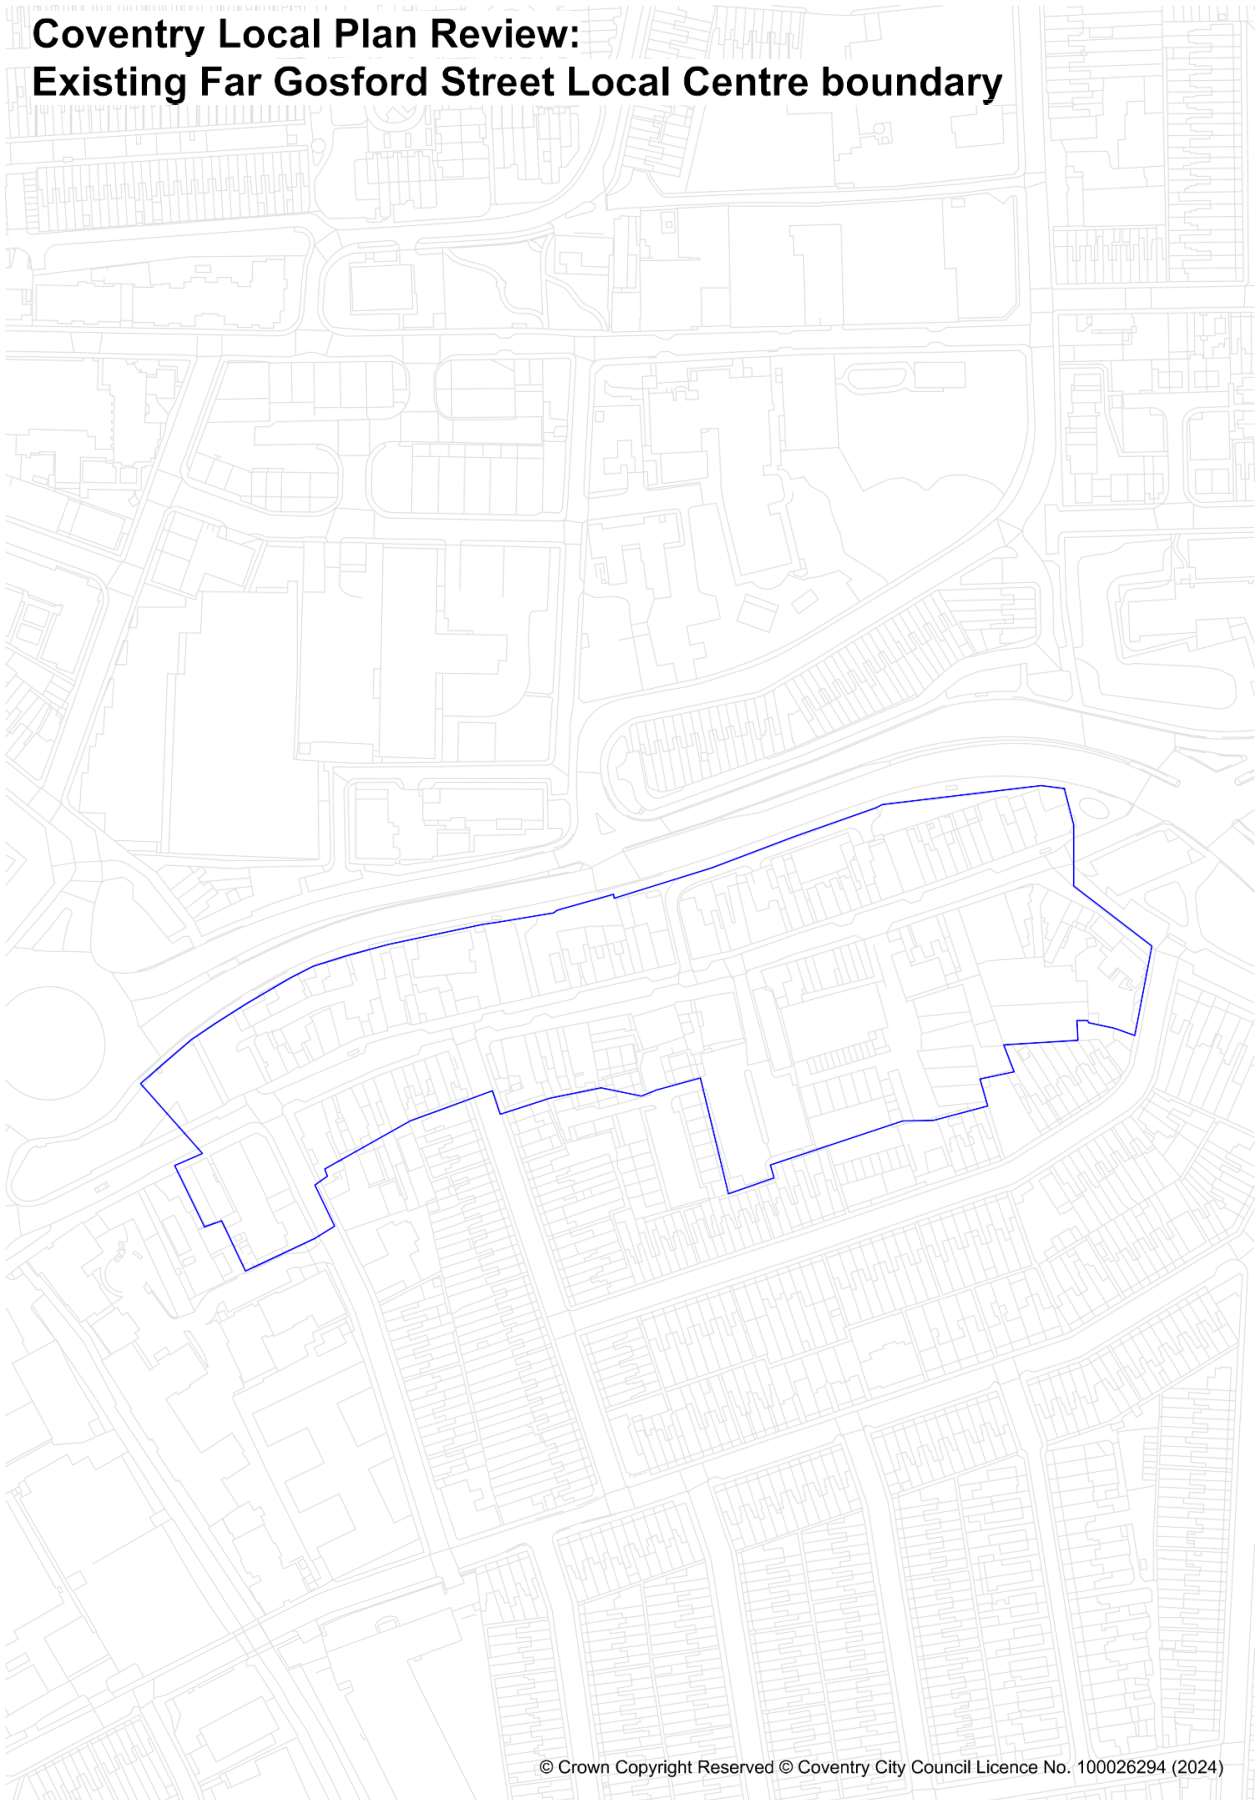 Coventry Local Plan Review:
Existing Far Gosford Street Local Centre boundary
© Crown Copyright Reserved © Coventry City Council Licence No. 100026294 (2024)